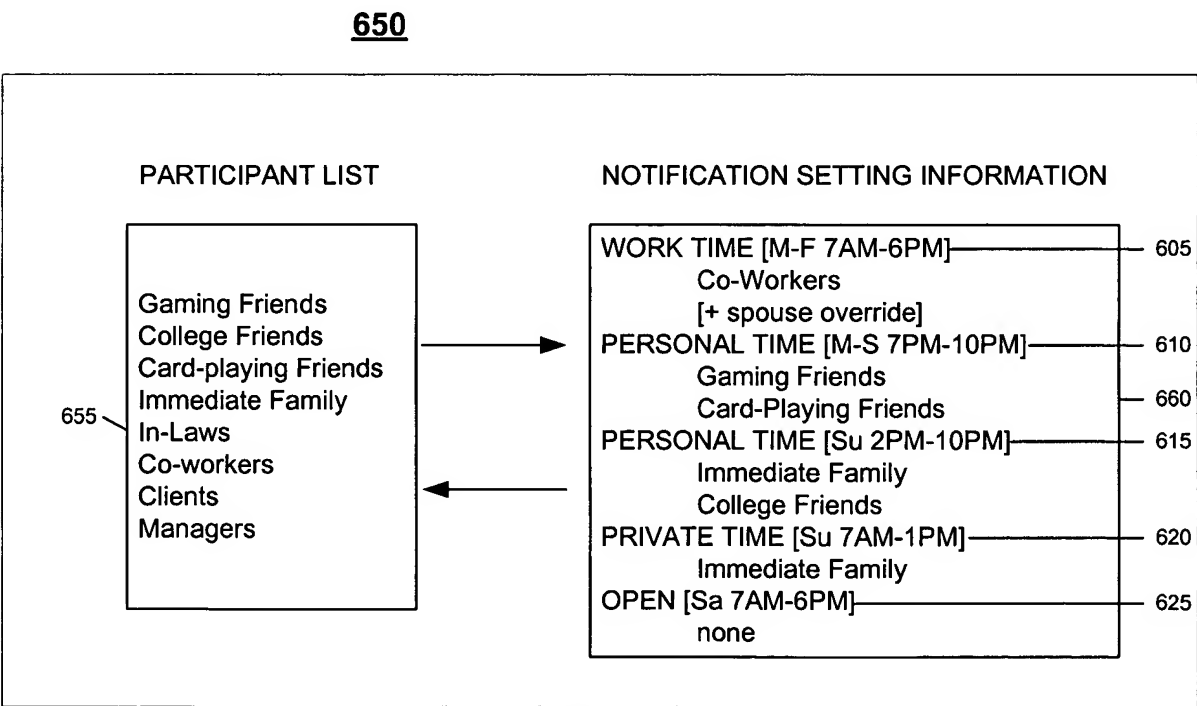 650
PARTICIPANT LIST
Gaming Friends
College Friends
Card-playing Friends
Immediate Family
In-Laws
Co-workers
Clients
Managers
655
NOTIFICATION SETTING INFORMATION
WORK TIME [M-F 7AM-6PM] 605
Co-Workers
[+ spouse override]
PERSONAL TIME [M-S 7PM-10PM] 610
Gaming Friends
Card-Playing Friends 660
PERSONAL TIME [Su 2PM-10PM] 615
Immediate Family
College Friends
PRIVATE TIME [Su 7AM-1PM] 620
Immediate Family
OPEN [Sa 7AM-6PM] 625
none